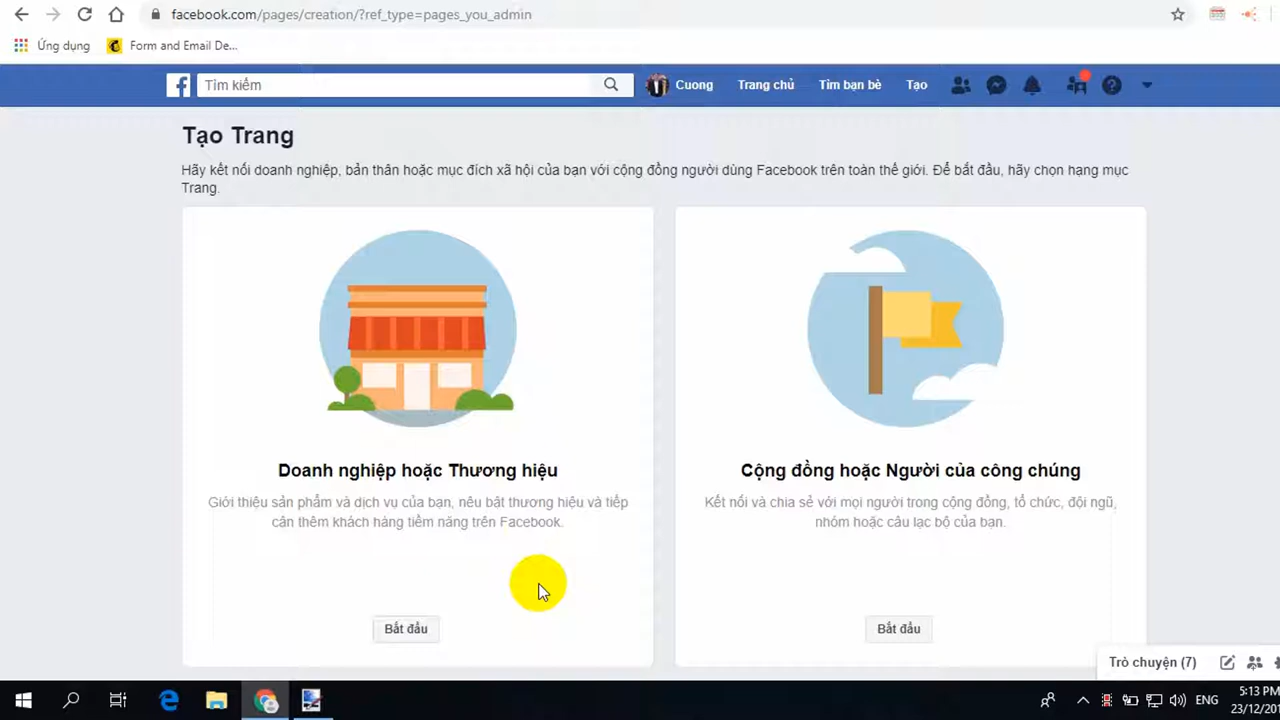 facebook.com/pages/creation/?ref_type=pages_you_admin
Ứng dụng
Form and Email De...
Tìm kiếm
Cuong
Trang chủ
Tìm bạn bè
Tạo
Tạo Trang
Hãy kết nối doanh nghiệp, bản thân hoặc mục đích xã hội của bạn với cộng đồng người dùng Facebook trên toàn thế giới. Để bắt đầu, hãy chọn hạng mục
Trang.
Doanh nghiệp hoặc Thương hiệu
Giới thiệu sản phẩm và dịch vụ của bạn, nêu bật thương hiệu và tiếp
cận thêm khách hàng tiềm năng trên Facebook.
Bắt đầu
Cộng đồng hoặc Người của công chúng
Kết nối và chia sẻ với mọi người trong cộng đồng, tổ chức, đội ngũ,
nhóm hoặc câu lạc bộ của bạn.
Bắt đầu
Trò chuyện (7)
ENG
5:13 PM
23/12/201